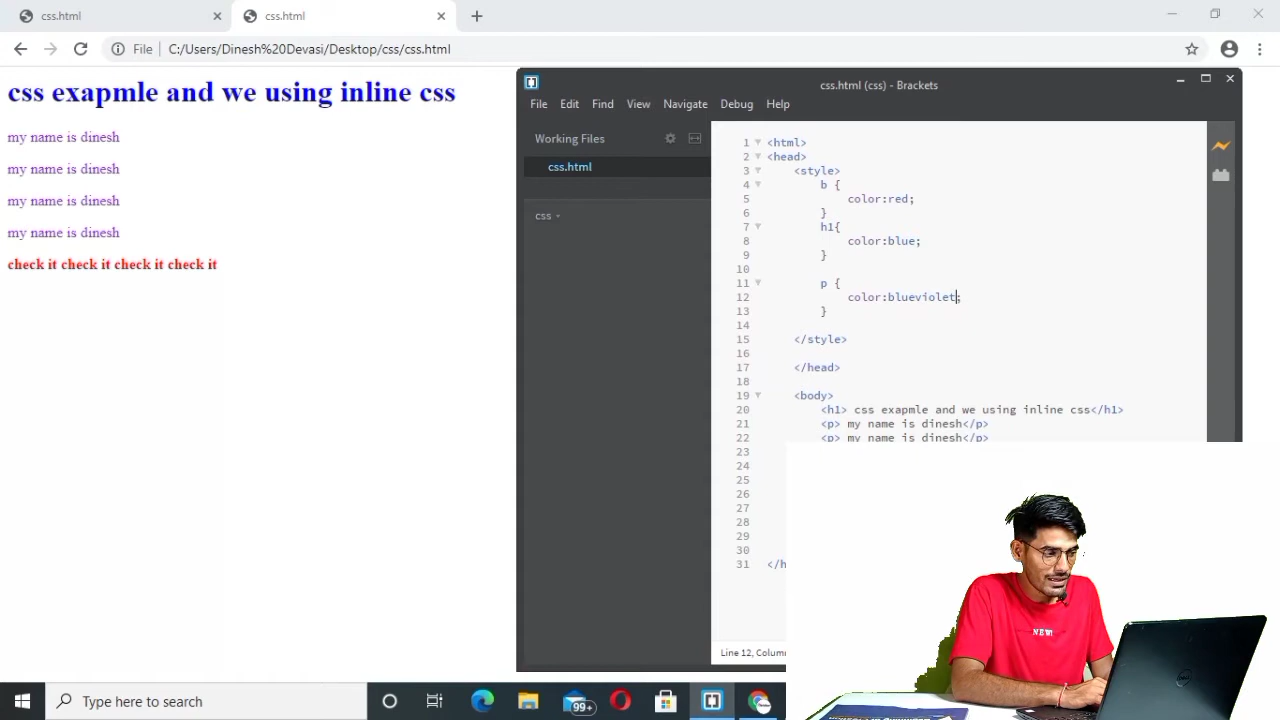 css.html
css.html
File C:/Users/Dinesh%20Devasi/Desktop/css/css.html
css exapmle and we using inline css
my name is dinesh
my name is dinesh
my name is dinesh
my name is dinesh
check it check it check it check it
css.html (css) - Brackets
File Edit Find View Navigate Debug Help
Working Files
css.html
css
1 <html>
2 <head>
3 <style>
4 b {
5 color:red;
6 }
7 h1{
8 color:blue;
9 }
10
11 p {
12 color:blueviolet;
13 }
14
15 </style>
16
17 </head>
18
19 <body>
20 <h1> css exapmle and we using inline css</h1>
21 <p> my name is dinesh</p>
22 <p> my name is dinesh</p>
23
24
25
26
27
28
29
30
31 </h
Line 12, Colum
NEW!
Type here to search
99+